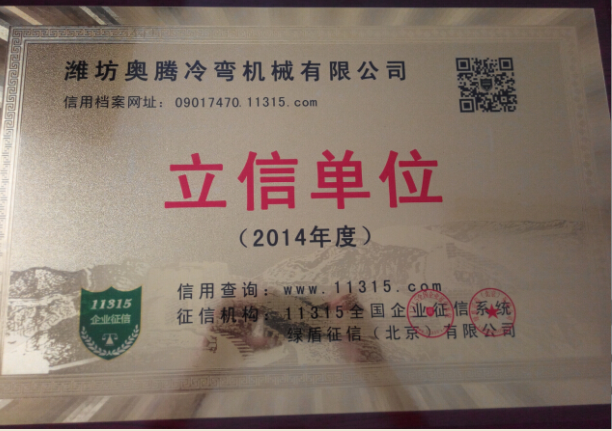 潍坊奥腾冷弯机械有限公司
信用档案网址：09017470.11315.com
立信单位
（2014年度）
信用查询：www.11315.com
征信机构：11315全国企业征信系统
绿盾征信（北京）有限公司
11315
企业征信